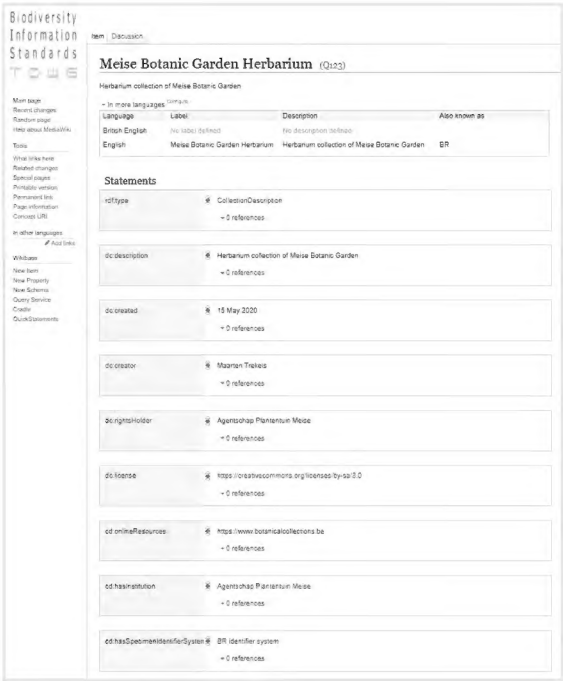 Biodiversity
Information
Standards
TDWG
Main page
Recent changes
Random page
Help about MediaWiki
Tools
What links here
Related changes
Special pages
Printable version
Permanent link
Page information
Concept URI
In other languages
Add links
Wikibase
New Item
New Property
New Schema
Query Service
Cradle
QuickStatements
Item Discussion
Meise Botanic Garden Herbarium (Q123)
Herbarium collection of Meise Botanic Garden
In more languages
Language Label Description Also known as
British English No label defined No description defined
English Meise Botanic Garden Herbarium Herbarium collection of Meise Botanic Garden BR
Statements
rdf:type CollectionDescription
0 references
dc:description Herbarium collection of Meise Botanic Garden
0 references
dc:created 15 May 2020
0 references
dc:creator Maarten Trekels
0 references
dc:rightsHolder Agentschap Plantentuin Meise
0 references
dc:license https://creativecommons.org/licenses/by-sa/3.0
0 references
cd:onlineResources https://www.botanicalcollections.be
0 references
cd:hasInstitution Agentschap Plantentuin Meise
0 references
cd:hasSpecimenIdentifierSystem BR identifier system
0 references